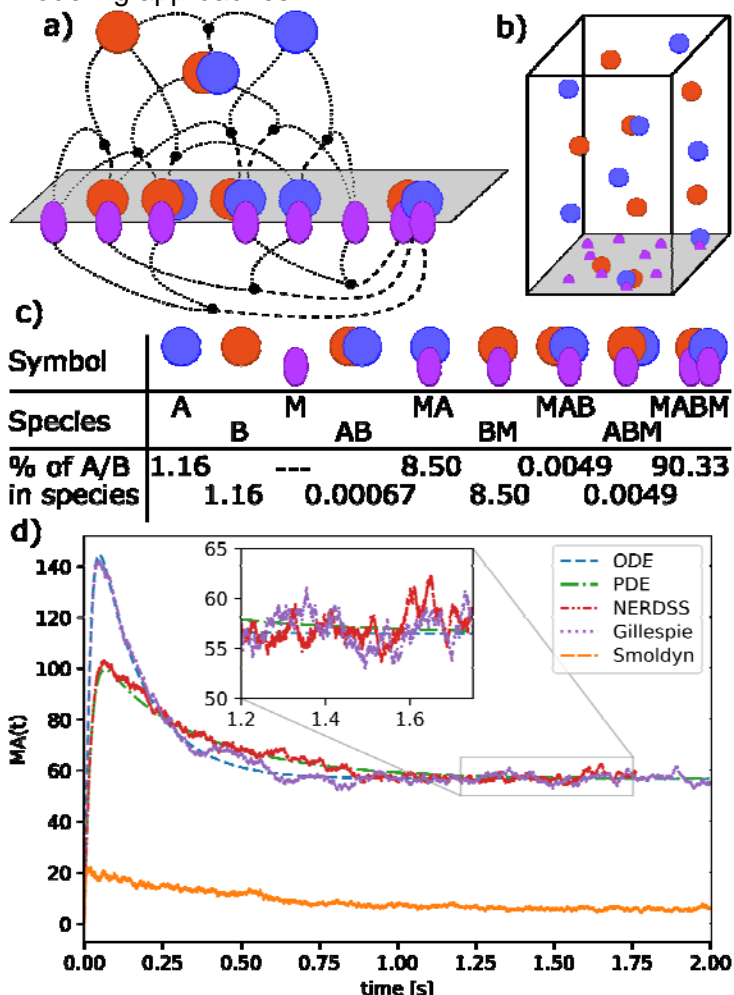 a)
b)
c)
Symbol
Species A B M AB MA BM MAB ABM MABM
% of A/B 1.16 --- 8.50 0.0049 90.33
in species 1.16 0.00067 8.50 0.0049
d)
MA(t)
140
120
100
80
60
40
20
0
65
60
55
50
1.2 1.4 1.6
ODE
PDE
NERDSS
Gillespie
Smoldyn
0.00 0.25 0.50 0.75 1.00 1.25 1.50 1.75 2.00
time [s]